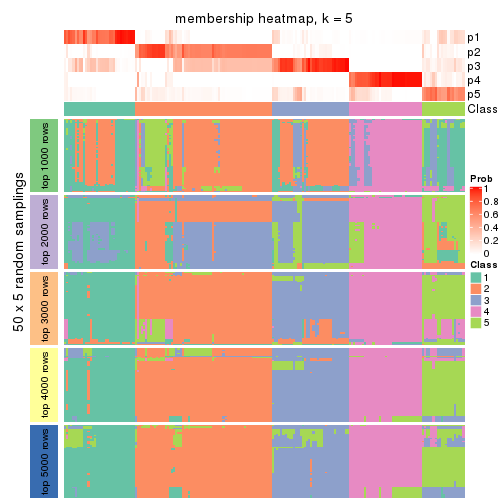 membership heatmap, k = 5
p1
p2
p3
p4
p5
Class
50 x 5 random samplings
top 1000 rows
top 2000 rows
top 3000 rows
top 4000 rows
top 5000 rows
Prob
1
0.8
0.6
0.4
0.2
0
Class
1
2
3
4
5